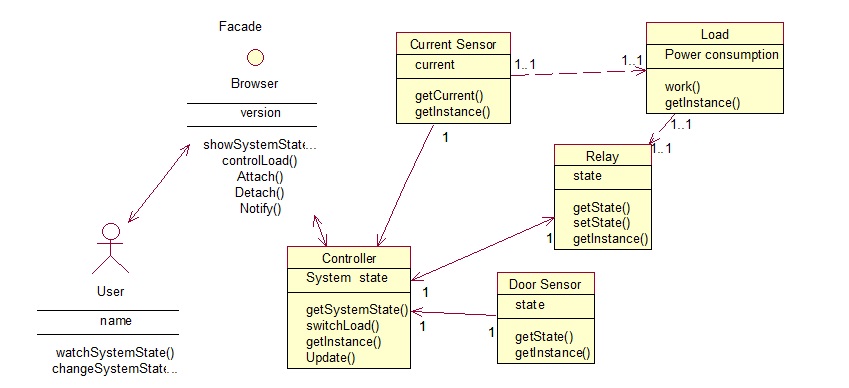 Facade
Browser
version
showSystemState...
controlLoad()
Attach()
Detach()
Notify()
Current Sensor
current
getCurrent()
getInstance()
1
1..1
1..1
Load
Power consumption
work()
getInstance()
1..1
1..1
Relay
state
getState()
setState()
getInstance()
1
1
User
name
watchSystemState()
changeSystemState...
Controller
System state
getSystemState()
switchLoad()
getInstance()
Update()
1
1
Door Sensor
state
getState()
getInstance()